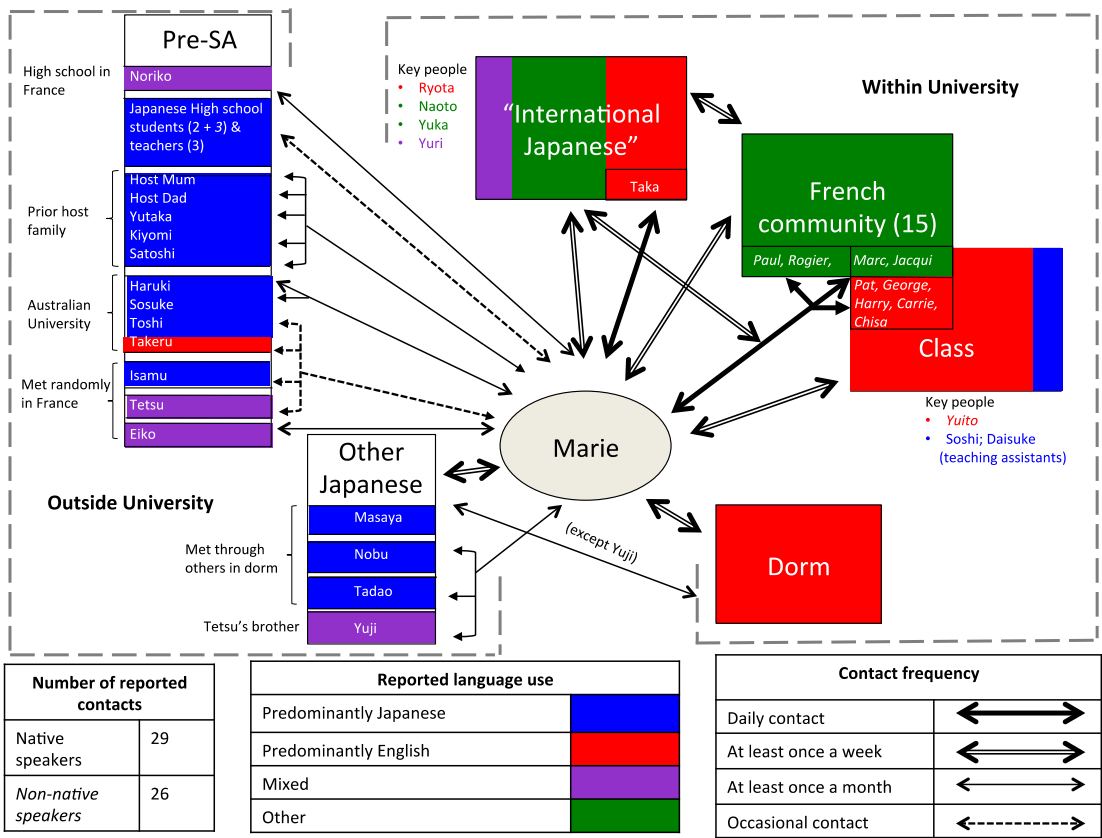 Pre-SA
High school in
France
Noriko
Japanese High school
students (2 + 3) &
teachers (3)
Prior host
family
Host Mum
Host Dad
Yutaka
Kiyomi
Satoshi
Australian
University
Haruki
Sosuke
Toshi
Takeru
Met randomly
in France
Isamu
Tetsu
Eiko
Outside University
Other
Japanese
Met through
others in dorm
Masaya
Nobu
Tadao
Tetsu's brother
Yuji
Key people
• Ryota
• Naoto
• Yuka
• Yuri
“International
Japanese”
Taka
Within University
French
community (15)
Paul, Rogier,
Marc, Jacqui
Pat, George,
Harry, Carrie,
Chisa
Class
Key people
• Yuito
• Soshi; Daisuke
(teaching assistants)
Marie
(except Yuji)
Dorm
Number of reported
contacts
Native
speakers
29
Non-native
speakers
26
Reported language use
Predominantly Japanese
Predominantly English
Mixed
Other
Contact frequency
Daily contact
At least once a week
At least once a month
Occasional contact